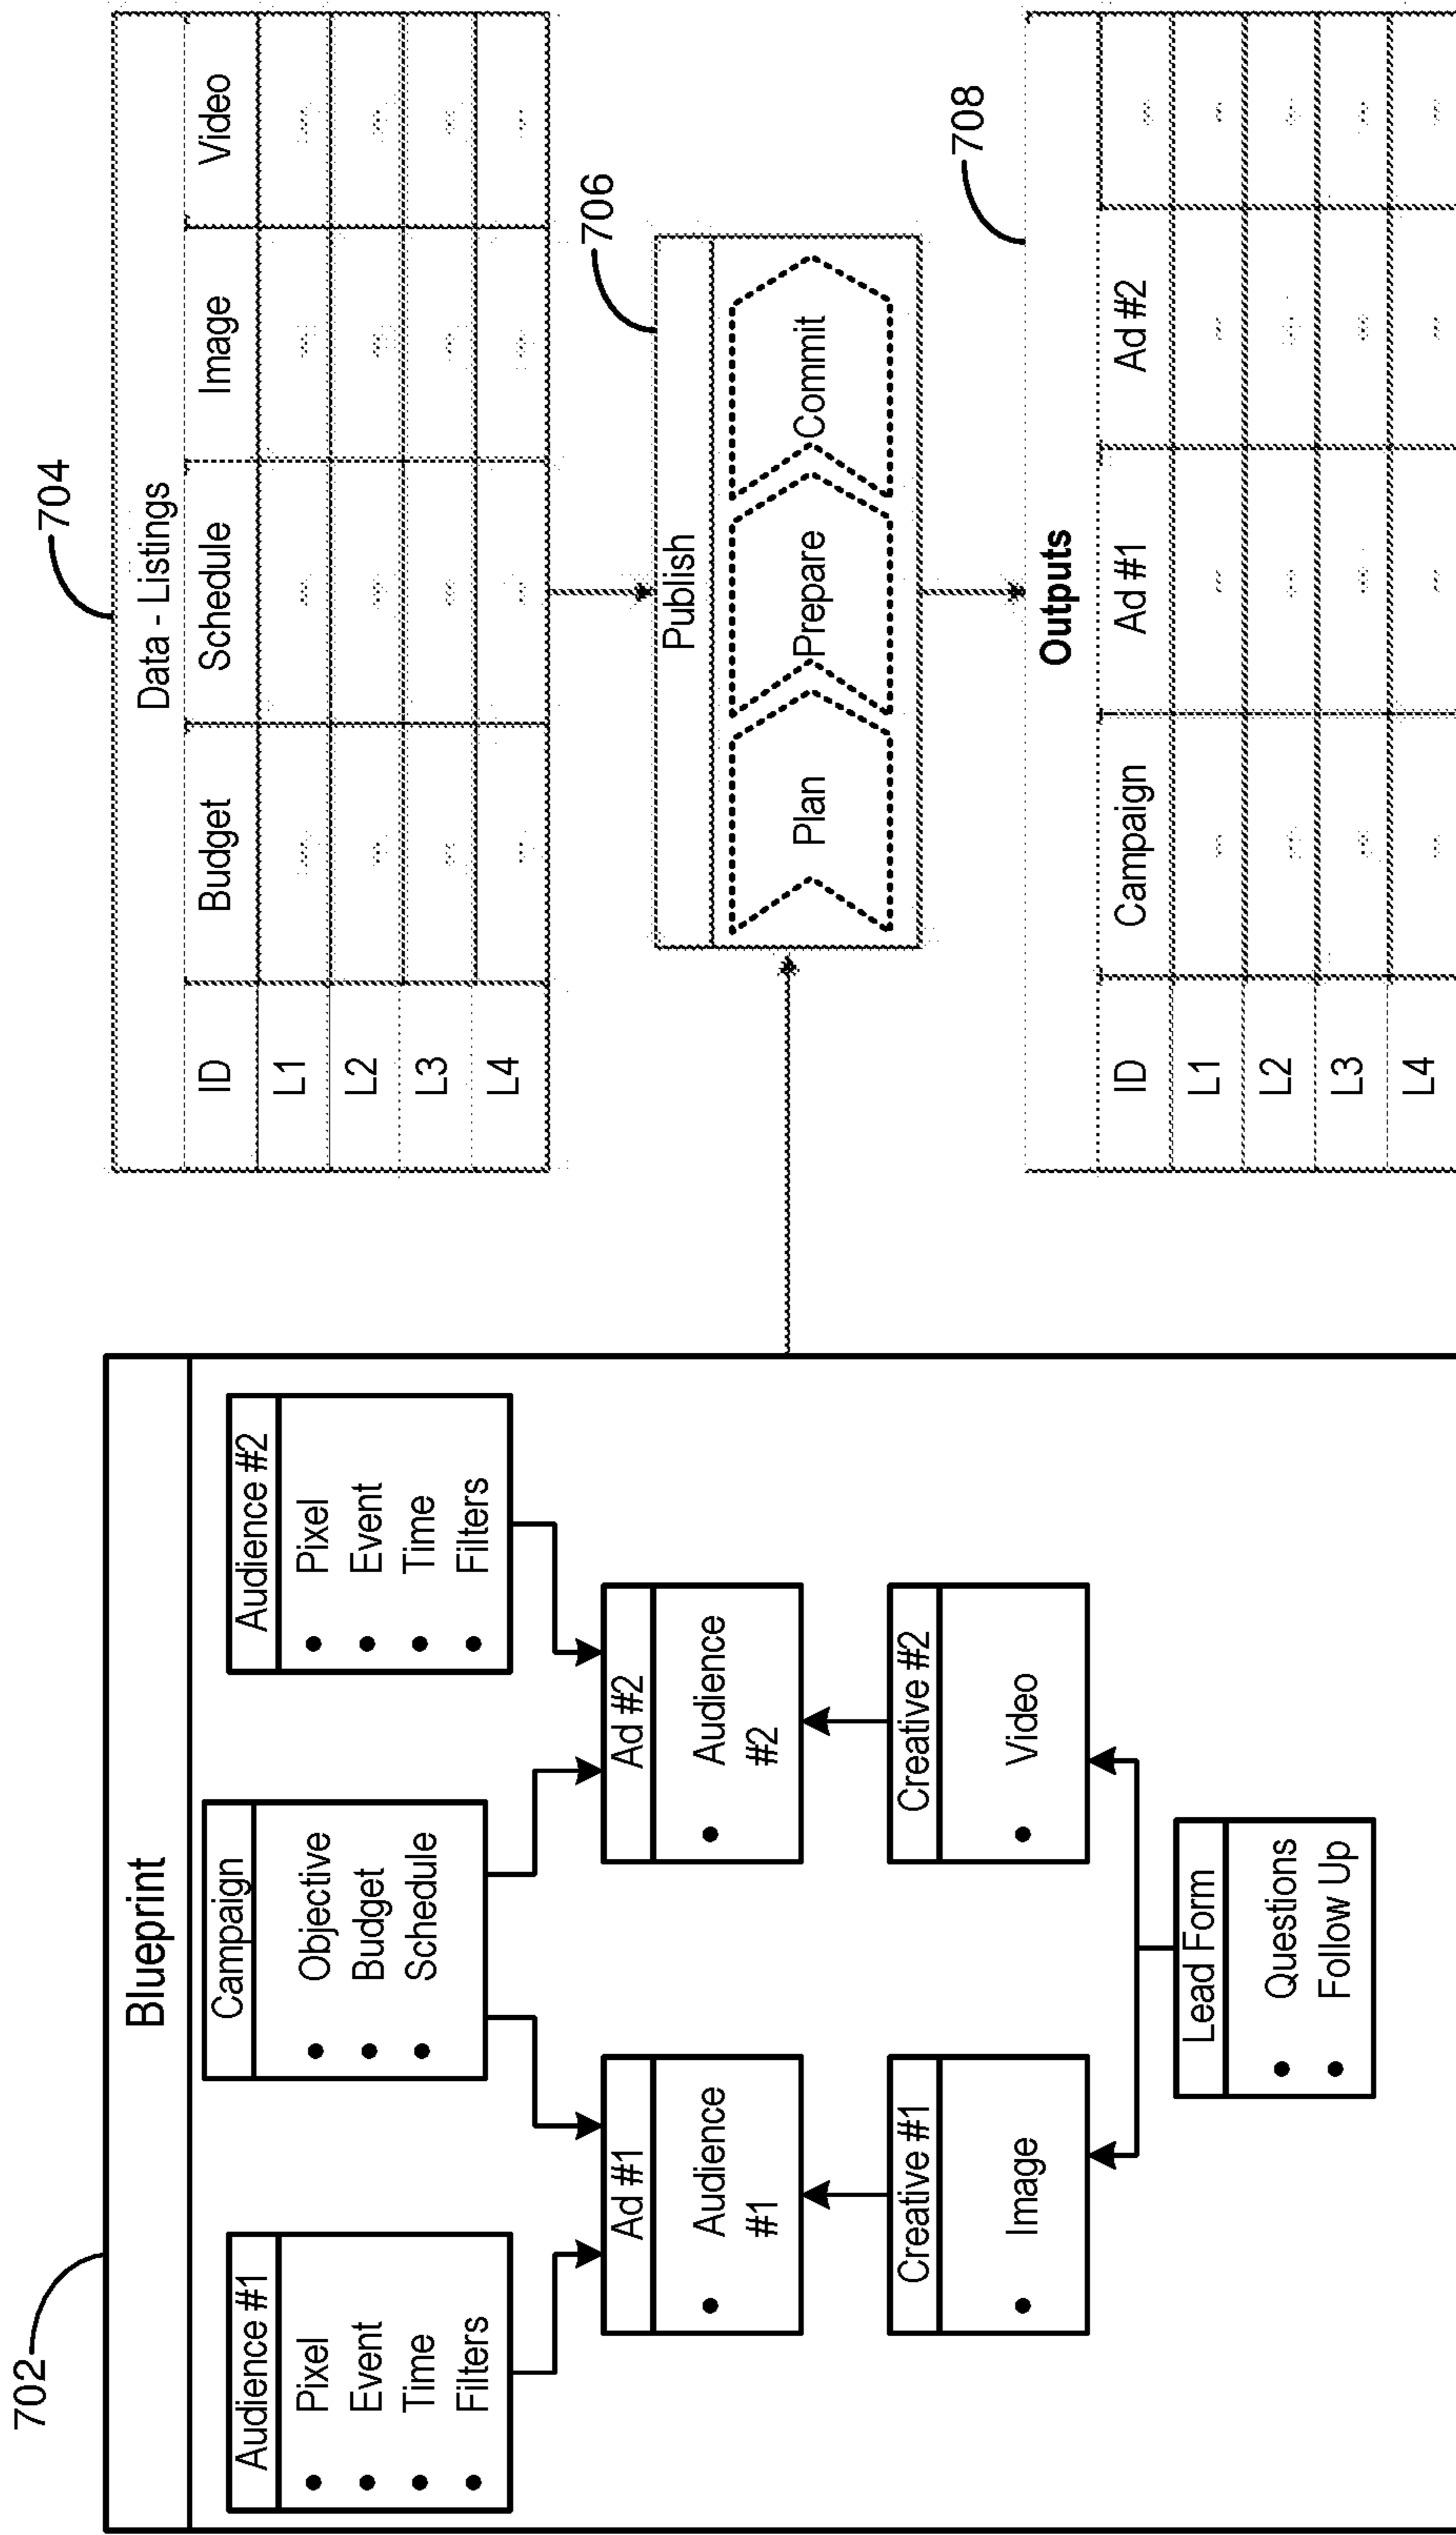 702
Blueprint
Audience #1
• Pixel
• Event
• Time
• Filters
Campaign
• Objective
• Budget
• Schedule
Audience #2
• Pixel
• Event
• Time
• Filters
Ad #1
• Audience
#1
Ad #2
• Audience
#2
Creative #1
• Image
Creative #2
• Video
Lead Form
• Questions
• Follow Up
704
Data - Listings
ID Budget Schedule Image Video
L1 ... ... ... ...
L2 ... ... ... ...
L3 ... ... ... ...
L4 ... ... ... ...
706
Publish
Plan Prepare Commit
708
Outputs
ID Campaign Ad #1 Ad #2 ...
L1 ... ... ... ...
L2 ... ... ... ...
L3 ... ... ... ...
L4 ... ... ... ...